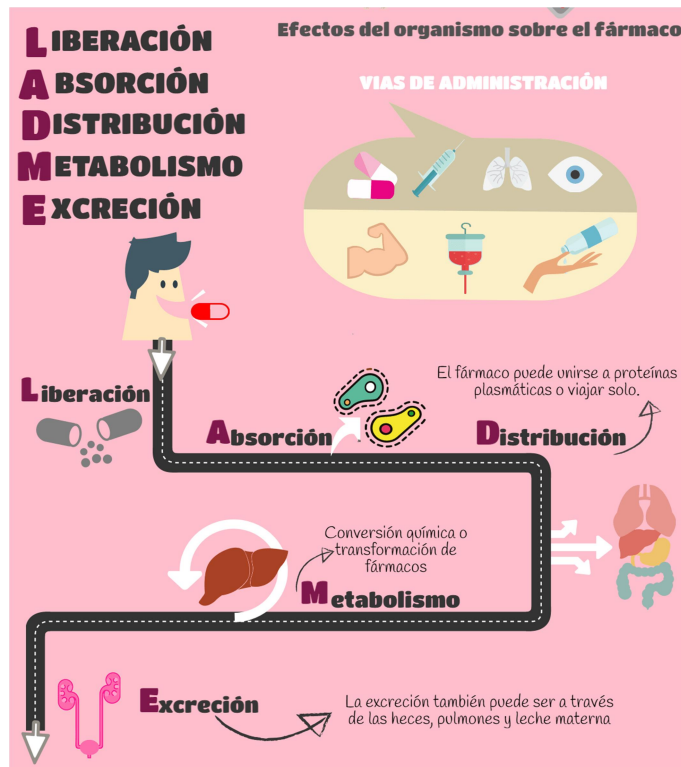 LIBERACIÓN
ABSORCIÓN
DISTRIBUCIÓN
METABOLISMO
EXCRECIÓN
Efectos del organismo sobre el fármaco
VIAS DE ADMINISTRACIÓN
Liberación
Absorción
El fármaco puede unirse a proteínas
plasmáticas o viajar solo.
Distribución
Conversión química o
transformación de
fármacos
Metabolismo
Excreción
La excreción también puede ser a través
de las heces, pulmones y leche materna